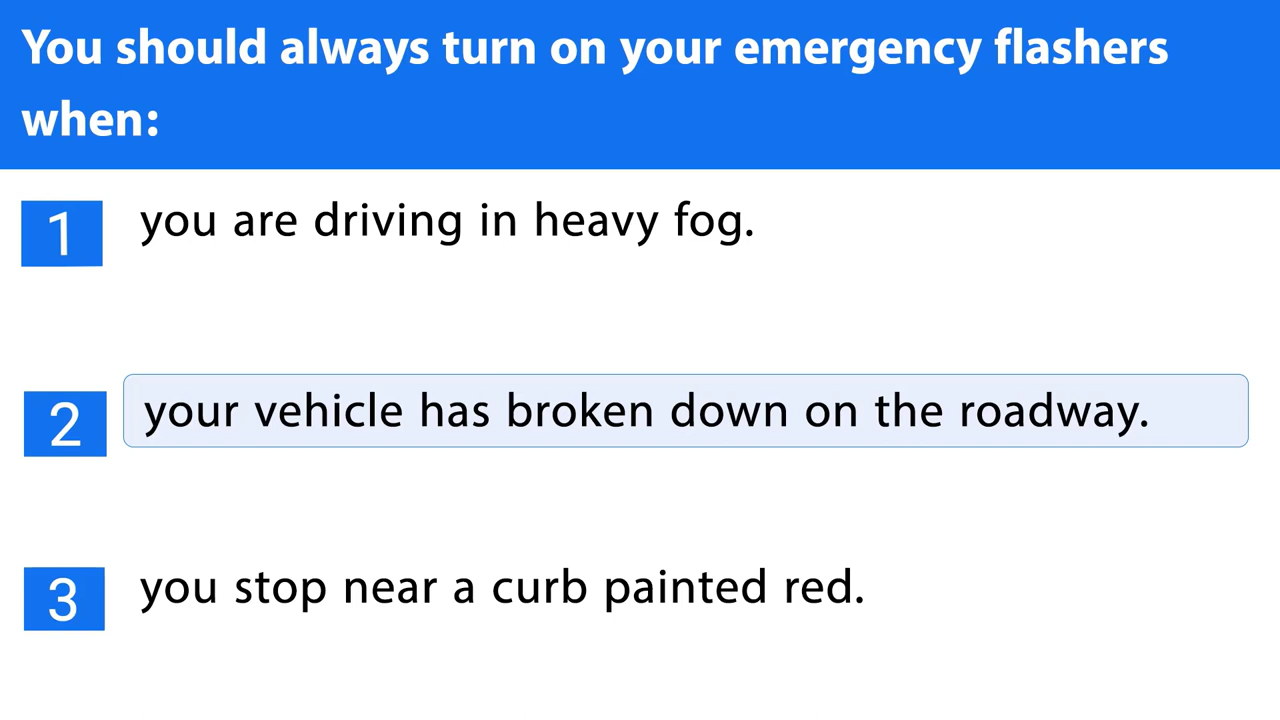 You should always turn on your emergency flashers
when:
1 you are driving in heavy fog.
2 your vehicle has broken down on the roadway.
3 you stop near a curb painted red.